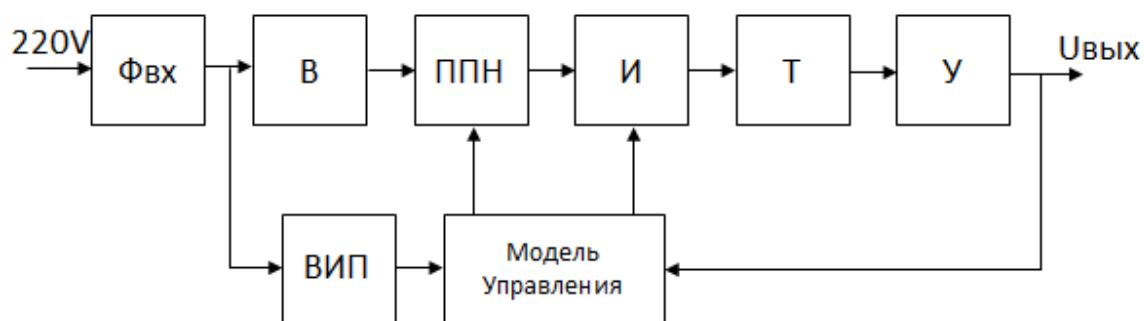 220V
Фвх
В
ППН
И
Т
У
Uвых
ВИП
Модель
Управления